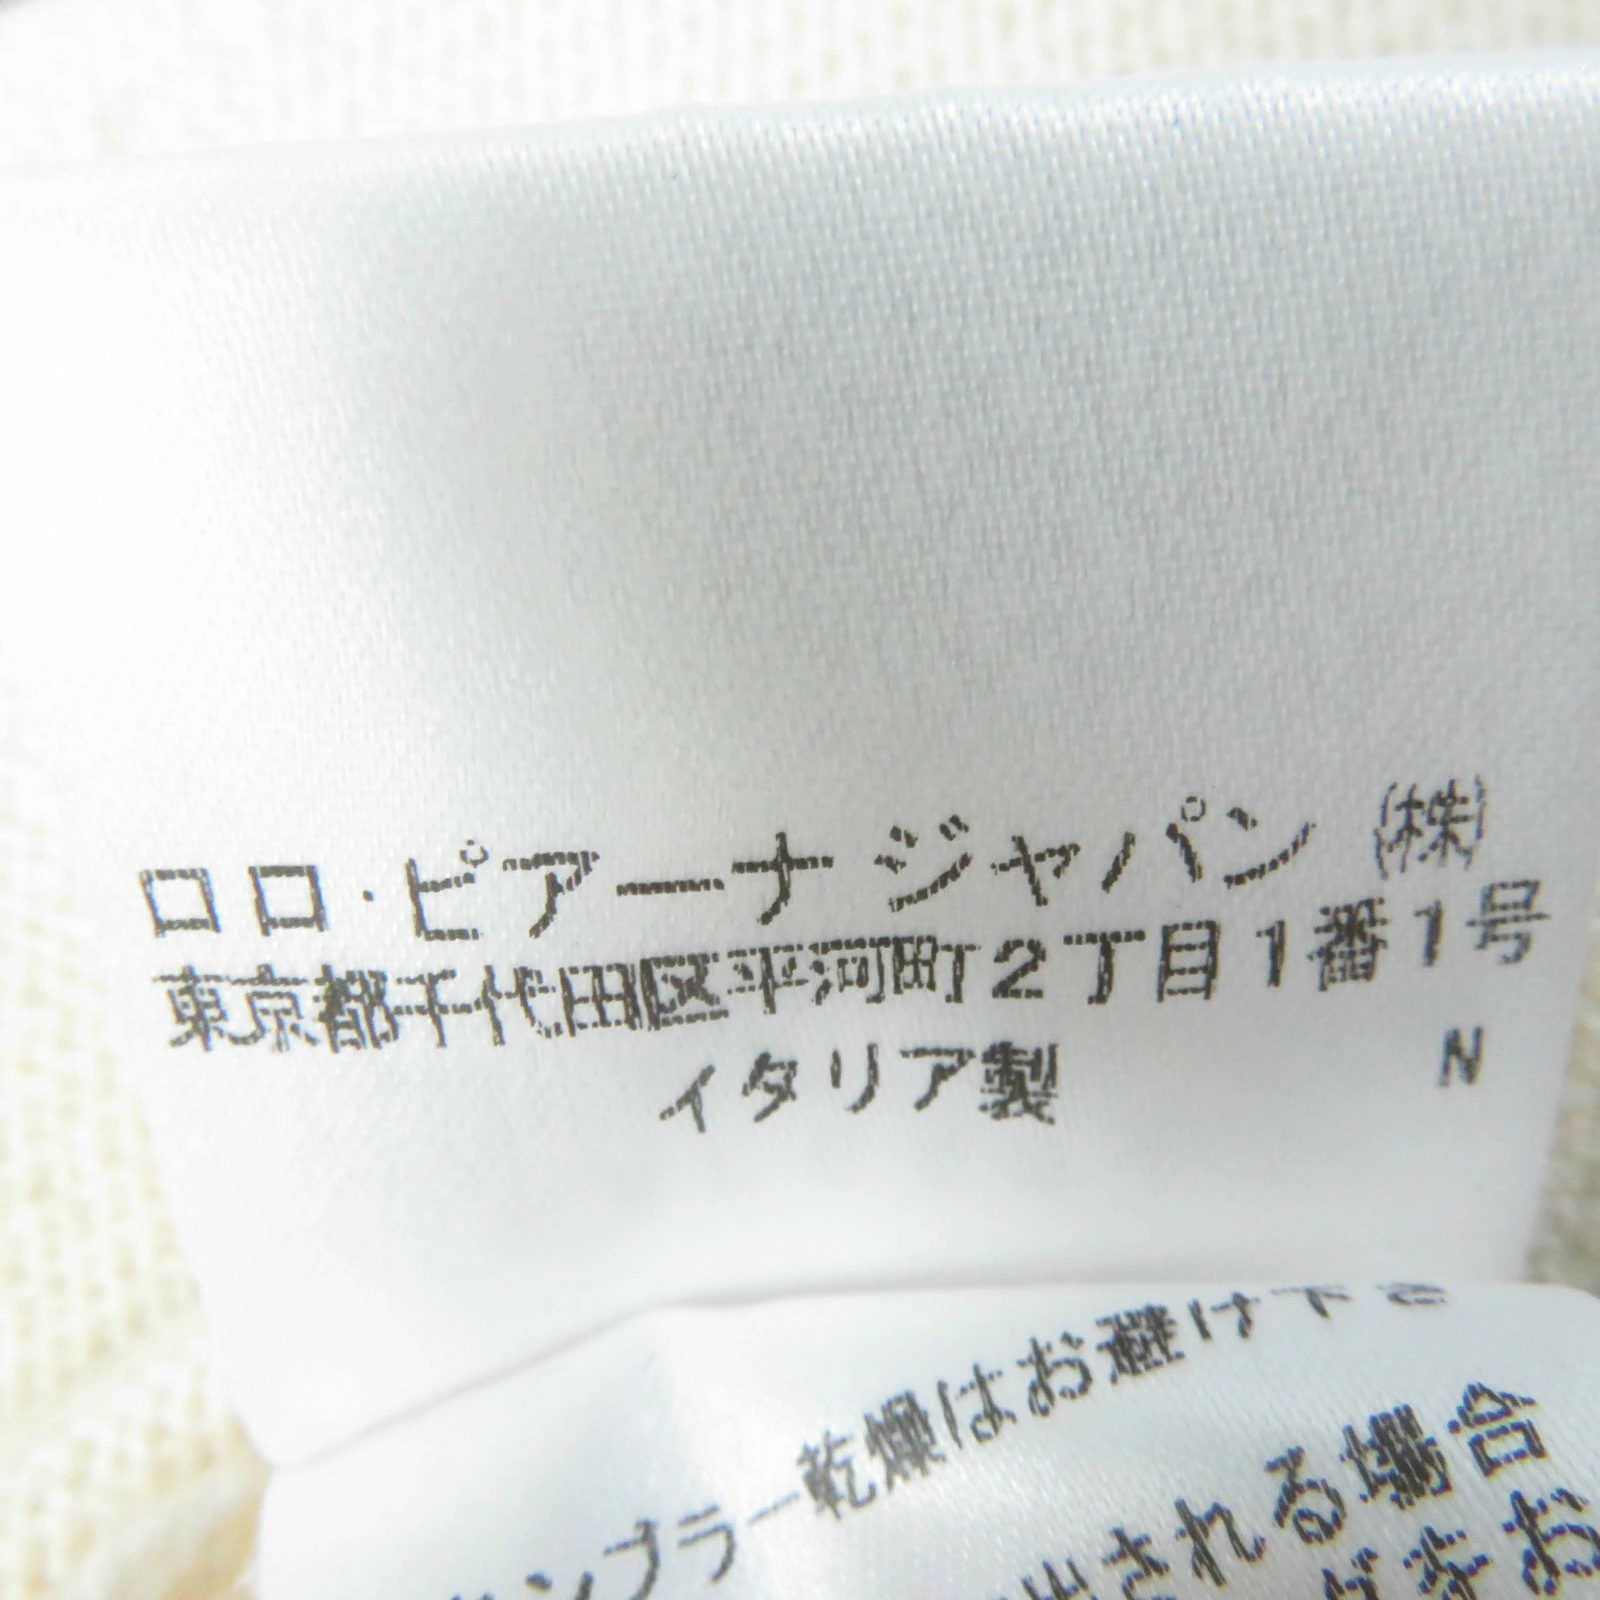 ロロ・ピアーナ ジャパン ㈱
東京都千代田区平河町2丁目1番1号
イタリア製 N
タンブラー乾燥はお避け下さ
出される場合